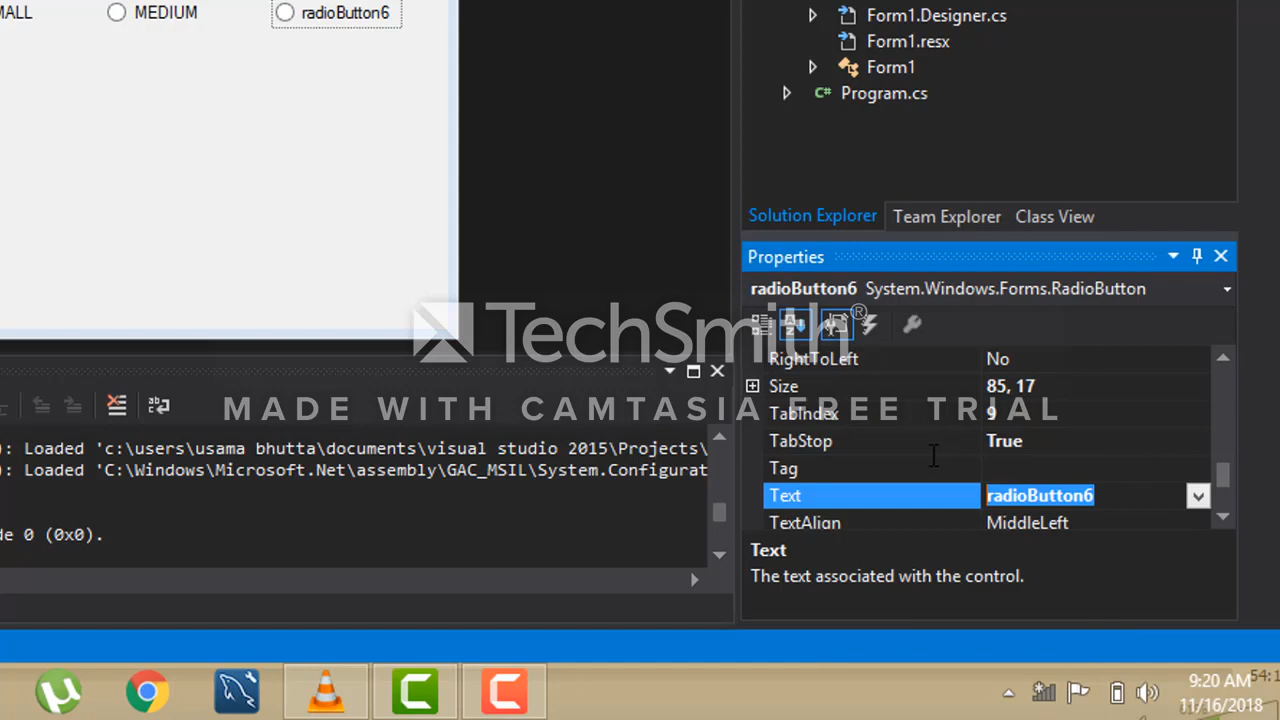 MALL
MEDIUM
radioButton6
Form1.Designer.cs
Form1.resx
Form1
C# Program.cs
Solution Explorer Team Explorer Class View
Properties
radioButton6 System.Windows.Forms.RadioButton
TechSmith®
RightToLeft No
Size 85, 17
MADE WITH CAMTASIA FREE TRIAL
TabIndex 9
TabStop True
Tag
Text radioButton6
TextAlign MiddleLeft
Text
The text associated with the control.
): Loaded 'c:\users\usama bhutta\documents\visual studio 2015\Projects\
): Loaded 'C:\Windows\Microsoft.Net\assembly\GAC_MSIL\System.Configurat
de 0 (0x0).
9:20 AM
54:1
11/16/2018